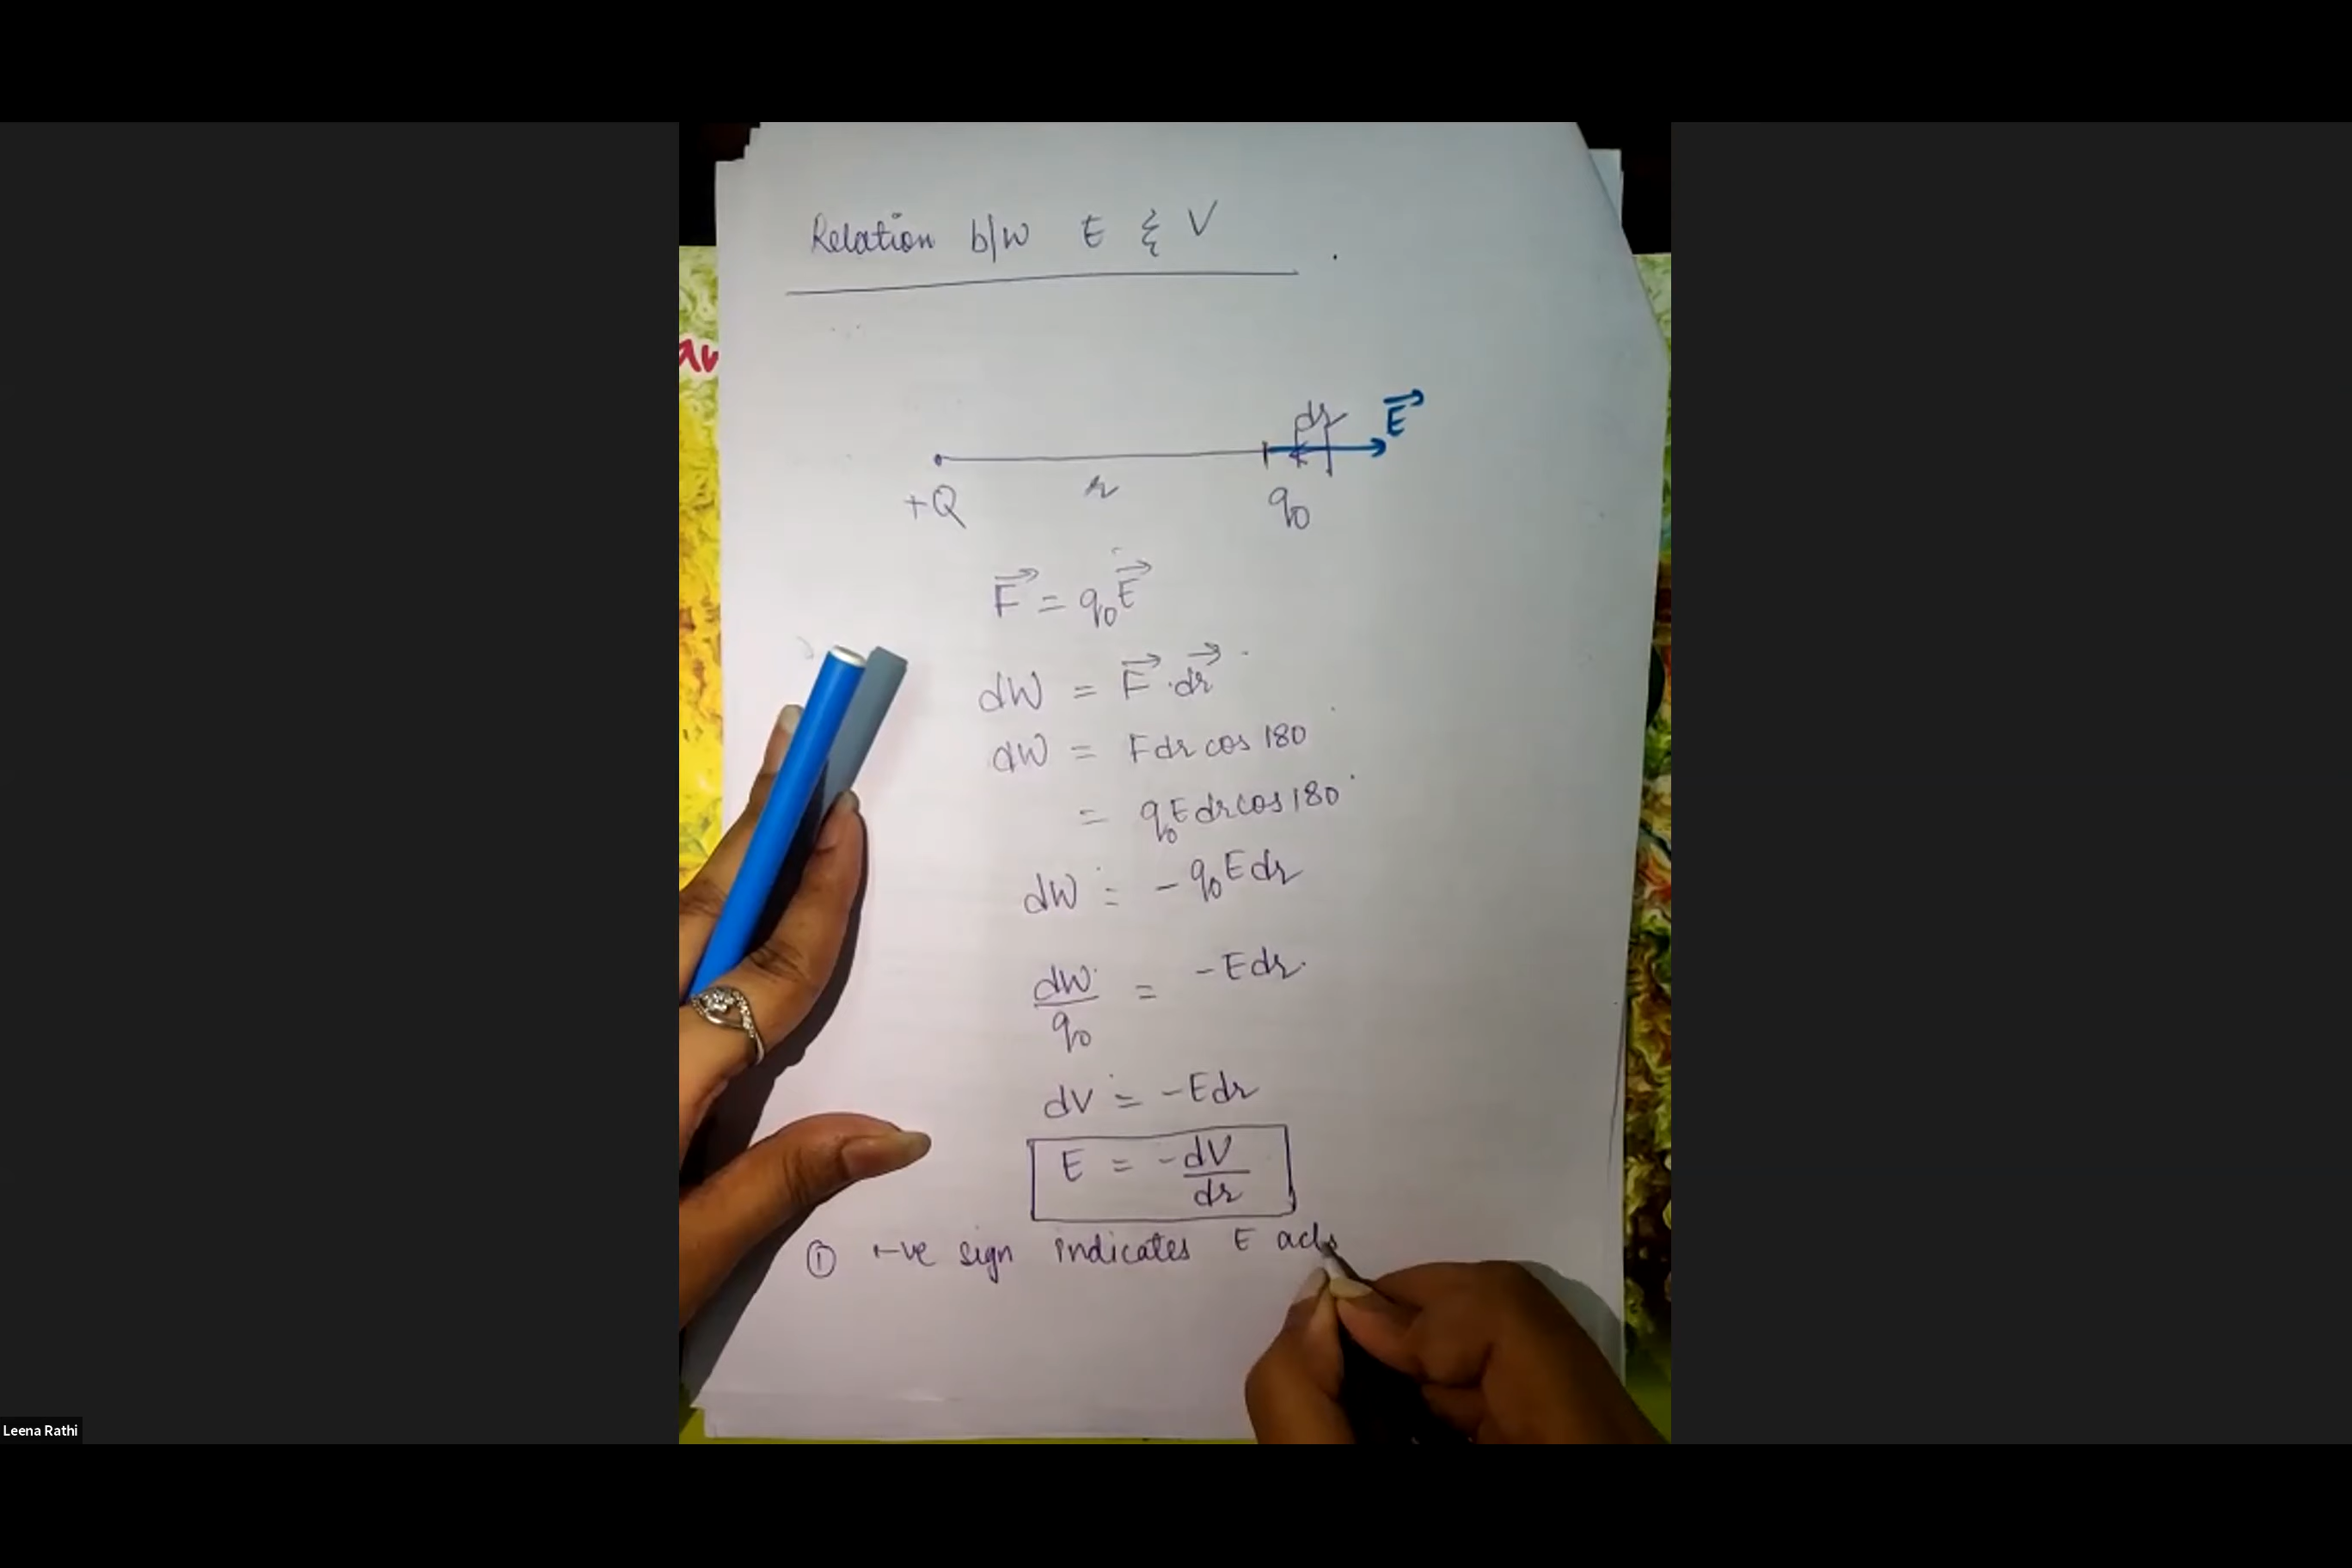 Relation b/w E & V
dr
E
+Q
r
q0
F = q0E
dW = F.dr
dW = Fdr cos 180
= q0Edrcos180
dW = -q0Edr
dW/q0 = -Edr
dV = -Edr
E = -dV/dr
① -ve sign indicates E acts
Leena Rathi